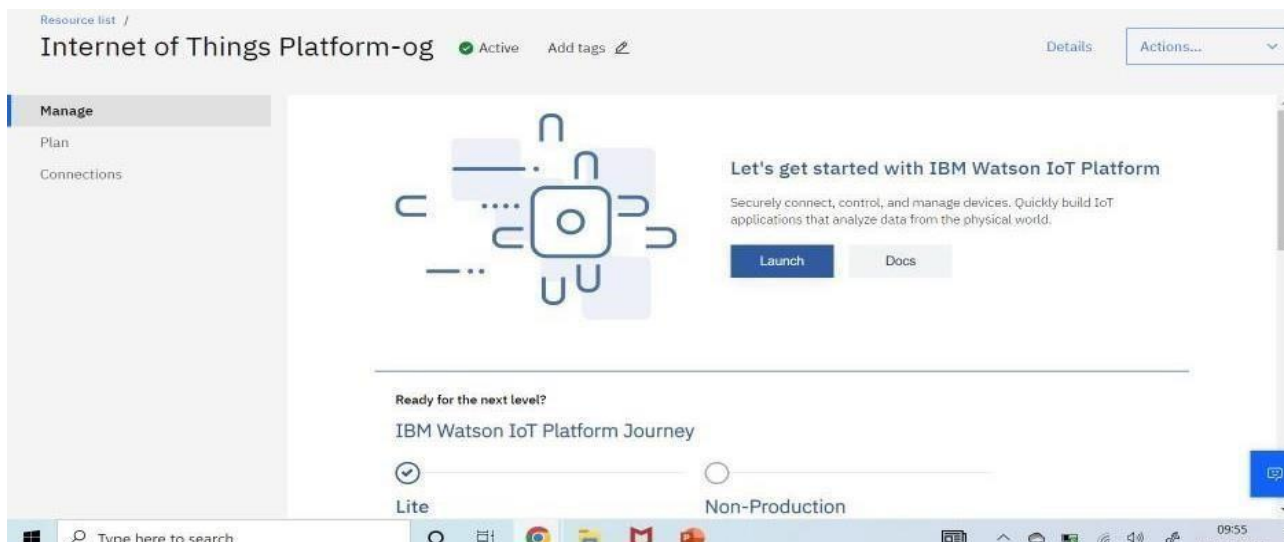 Resource list /
Internet of Things Platform-og
Active
Add tags
Details
Actions...
Manage
Plan
Connections
Let's get started with IBM Watson IoT Platform
Securely connect, control, and manage devices. Quickly build IoT
applications that analyze data from the physical world.
Launch
Docs
Ready for the next level?
IBM Watson IoT Platform Journey
Lite
Non-Production
Type here to search
09:55